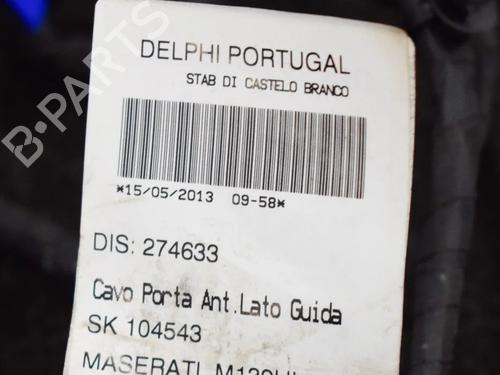 B-PARTS
DELPHI PORTUGAL
STAB DI CASTELO BRANCO
*15/05/2013 09-58*
DIS: 274633
Cavo Porta Ant.Lato Guida
SK 104543
MASERATI